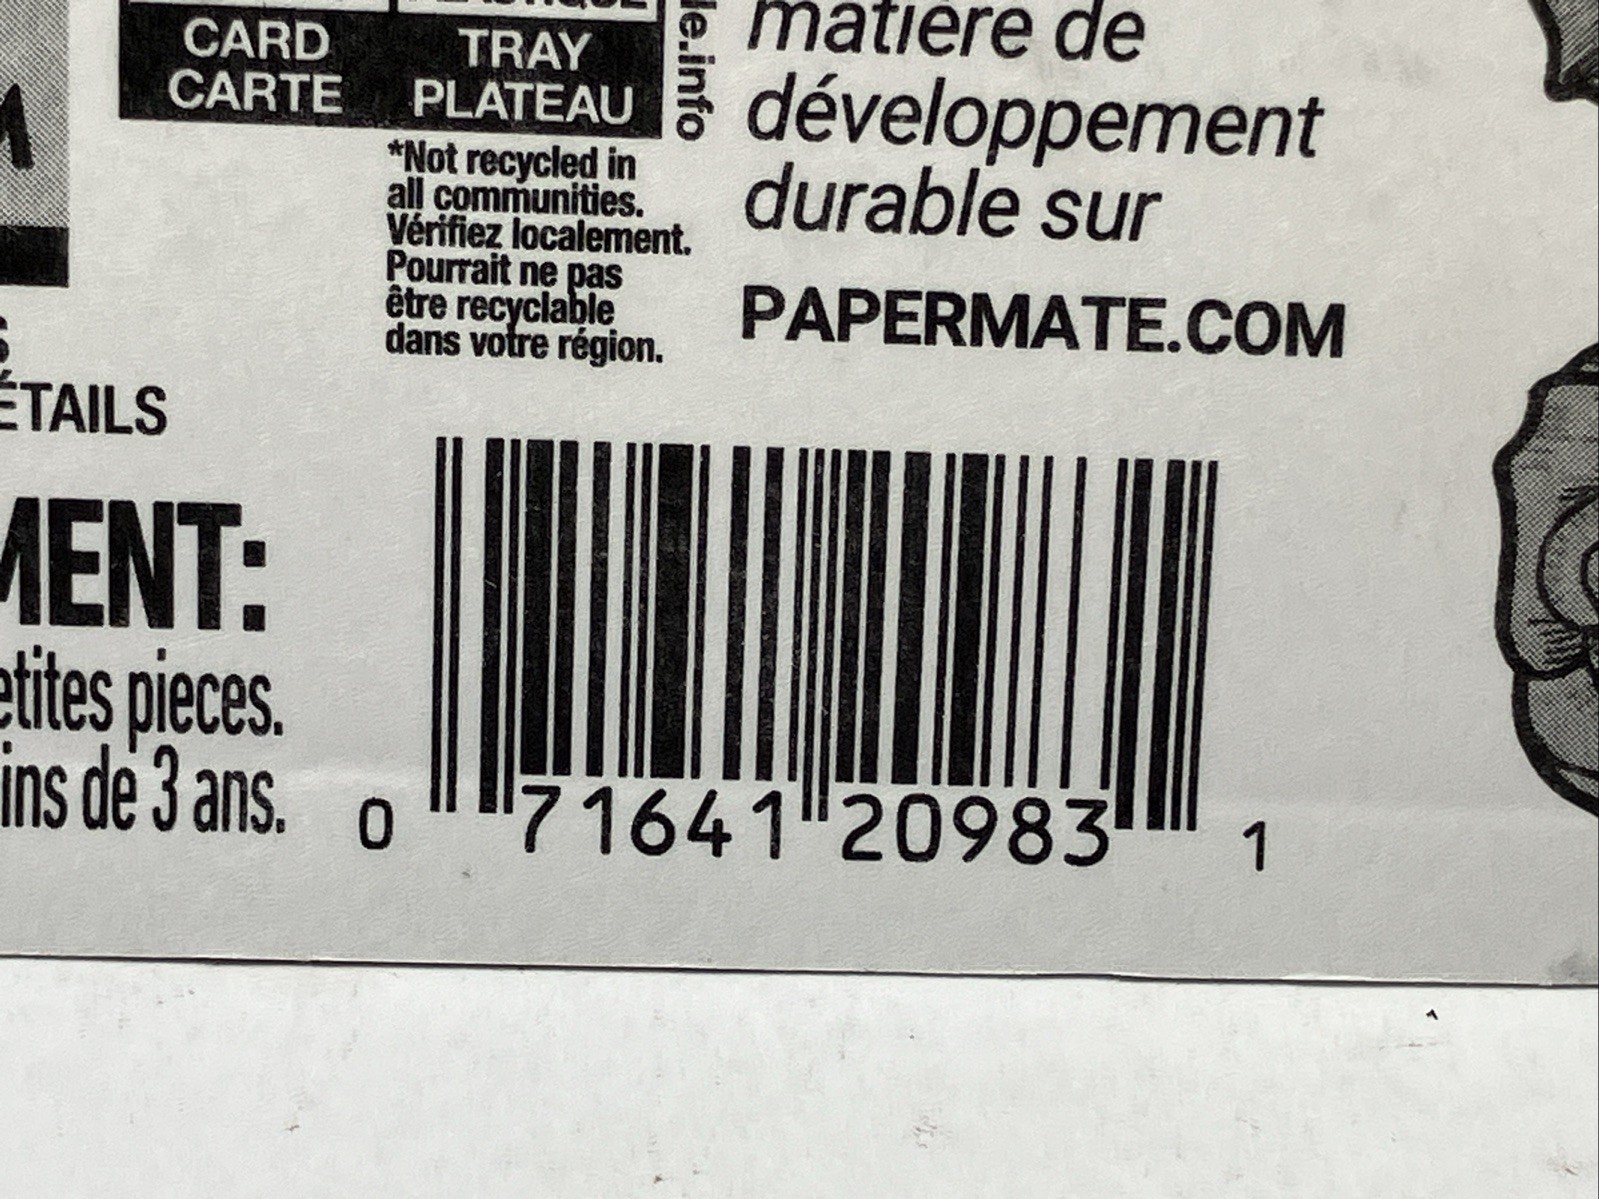 CARD TRAY
CARTE PLATEAU
le.info
*Not recycled in
all communities.
Vérifiez localement.
Pourrait ne pas
être recyclable
dans votre région.
matière de
développement
durable sur
PAPERMATE.COM
ÉTAILS
MENT:
etites pieces.
ins de 3 ans.
0 71641 20983 1